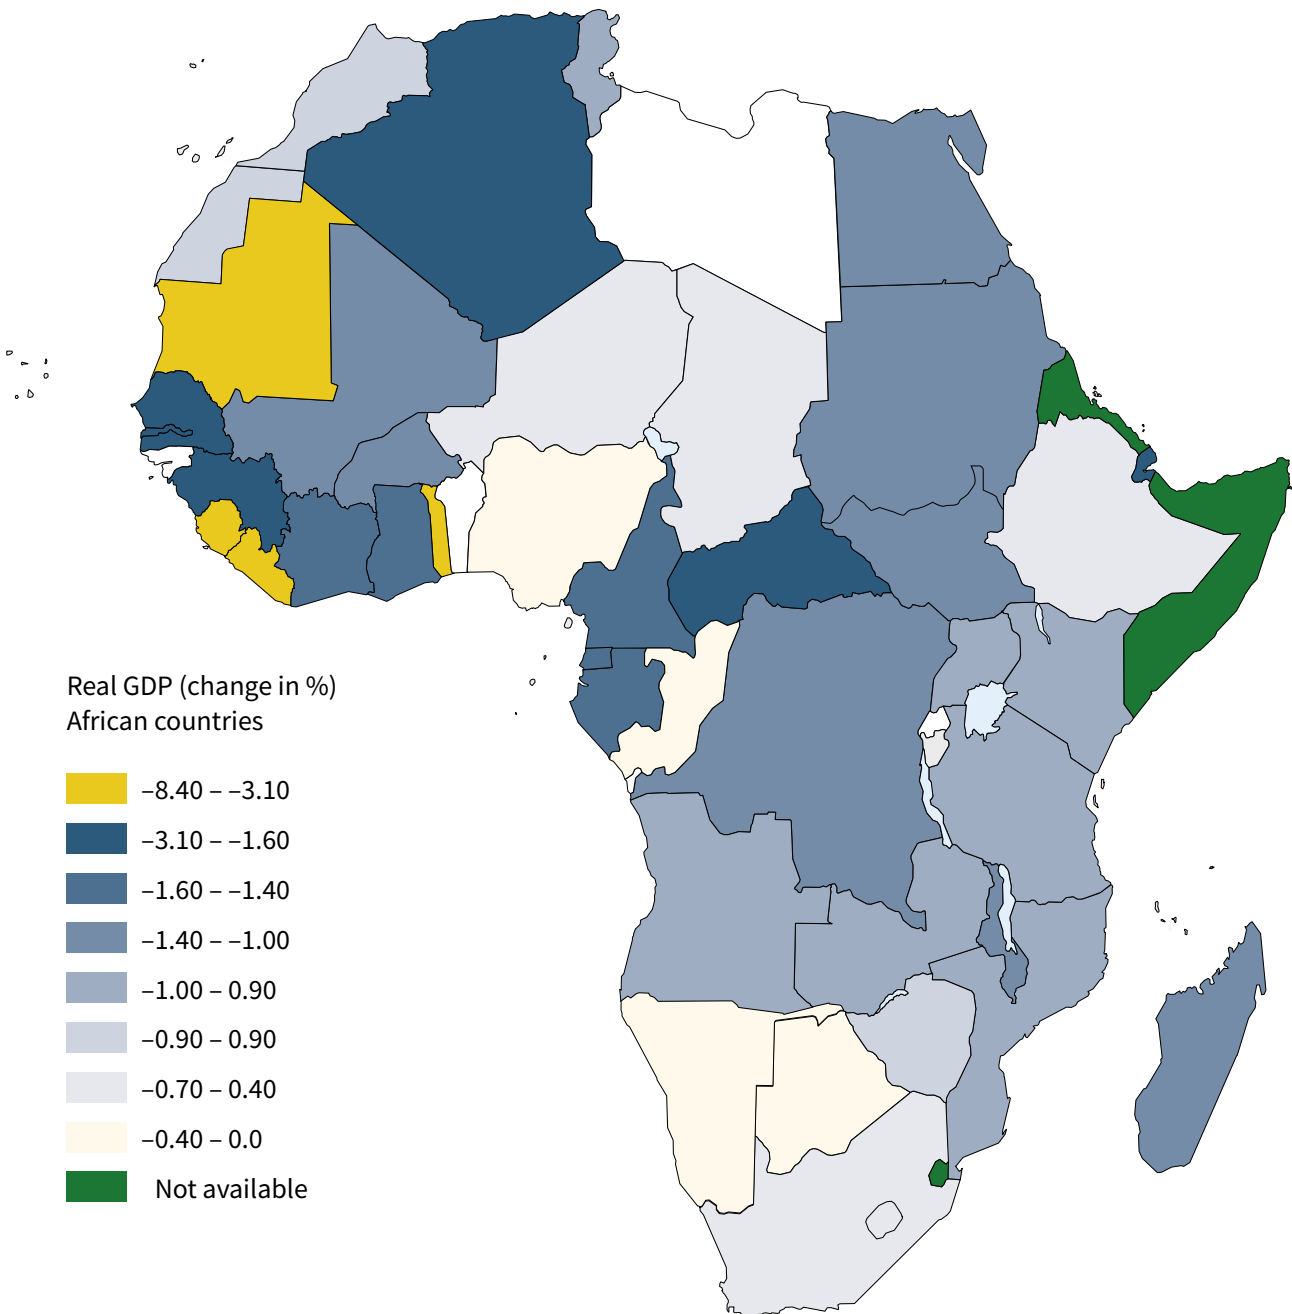 Real GDP (change in %)
African countries
–8.40 – –3.10
–3.10 – –1.60
–1.60 – –1.40
–1.40 – –1.00
–1.00 – 0.90
–0.90 – 0.90
–0.70 – 0.40
–0.40 – 0.0
Not available